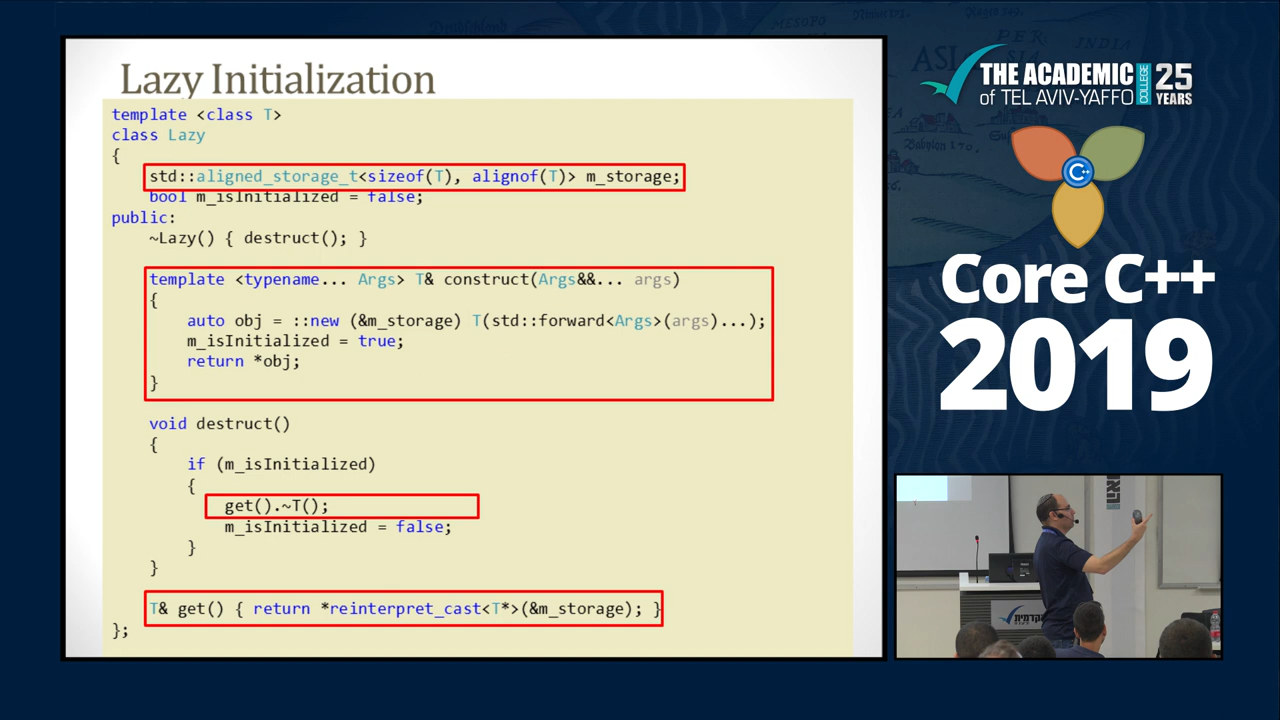 Lazy Initialization
template <class T>
class Lazy
{
std::aligned_storage_t<sizeof(T), alignof(T)> m_storage;
bool m_isInitialized = false;
public:
~Lazy() { destruct(); }
template <typename... Args> T& construct(Args&&... args)
{
auto obj = ::new (&m_storage) T(std::forward<Args>(args)...);
m_isInitialized = true;
return *obj;
}
void destruct()
{
if (m_isInitialized)
{
get().~T();
m_isInitialized = false;
}
}
T& get() { return *reinterpret_cast<T*>(&m_storage); }
};
THE ACADEMIC
of TEL AVIV-YAFFO
COLLEGE
25
YEARS
C++
Core C++
2019